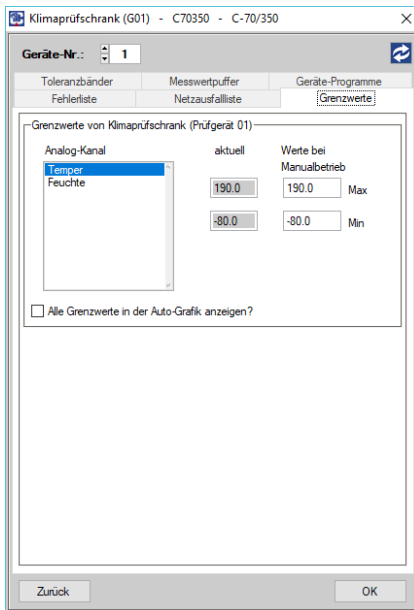 Klimaprüfschrank (G01) - C70350 - C-70/350
Geräte-Nr.: 1
Toleranzbänder Messwertpuffer Geräte-Programme
Fehlerliste Netzausfallliste Grenzwerte
Grenzwerte von Klimaprüfschrank (Prüfgerät 01)
Analog-Kanal aktuell Werte bei
Manualbetrieb
Temper
Feuchte
190.0 190.0 Max
-80.0 -80.0 Min
Alle Grenzwerte in der Auto-Grafik anzeigen?
Zurück OK